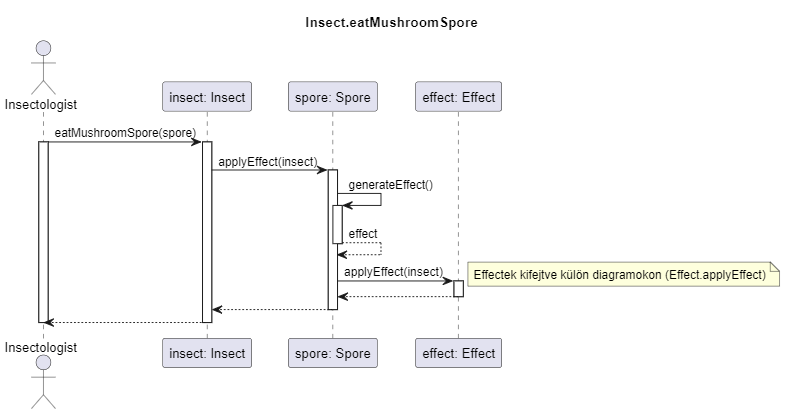 Insect.eatMushroomSpore
Insectologist
insect: Insect
spore: Spore
effect: Effect
eatMushroomSpore(spore)
applyEffect(insect)
generateEffect()
effect
applyEffect(insect)
Effectek kifejtve külön diagramokon (Effect.applyEffect)
Insectologist
insect: Insect
spore: Spore
effect: Effect